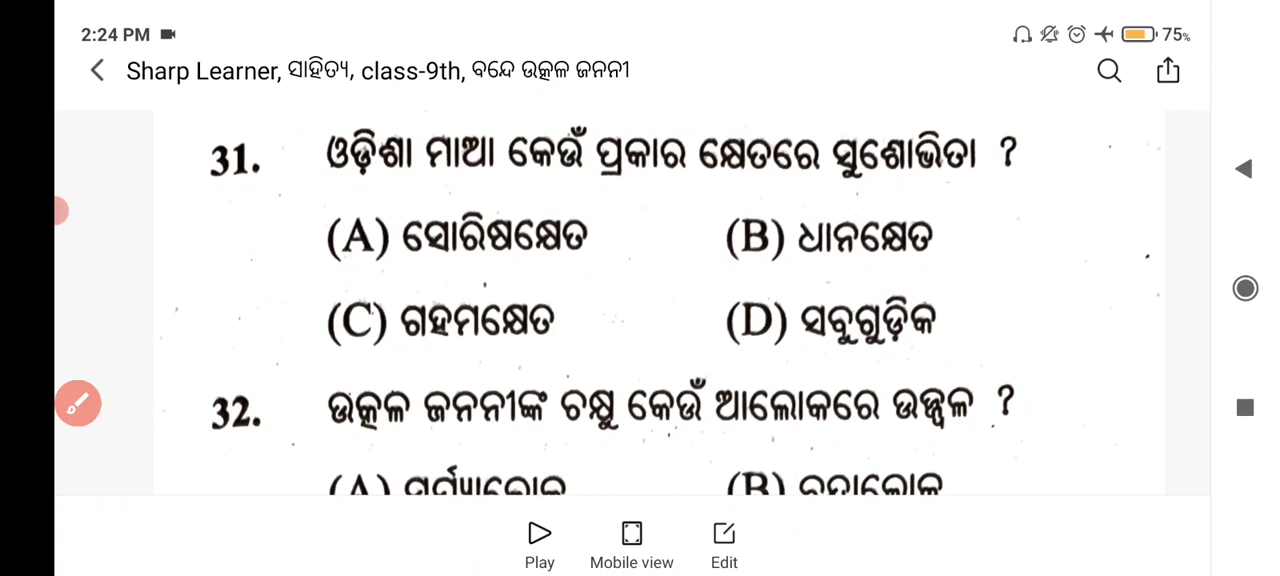 2:24 PM
75%
Sharp Learner, ସାହିତ୍ୟ, class-9th, ବନ୍ଦେ ଉତ୍କଳ ଜନନୀ
31. ଓଡ଼ିଶା ମାଆ କେଉଁ ପ୍ରକାର କ୍ଷେତରେ ସୁଶୋଭିତା ?
(A) ସୋରିଷକ୍ଷେତ (B) ଧାନକ୍ଷେତ
(C) ଗହମକ୍ଷେତ (D) ସବୁଗୁଡ଼ିକ
32. ଉତ୍କଳ ଜନନୀଙ୍କ ଚକ୍ଷୁ କେଉଁ ଆଲୋକରେ ଉଜ୍ଜ୍ୱଳ ?
(A) (B)
Play Mobile view Edit